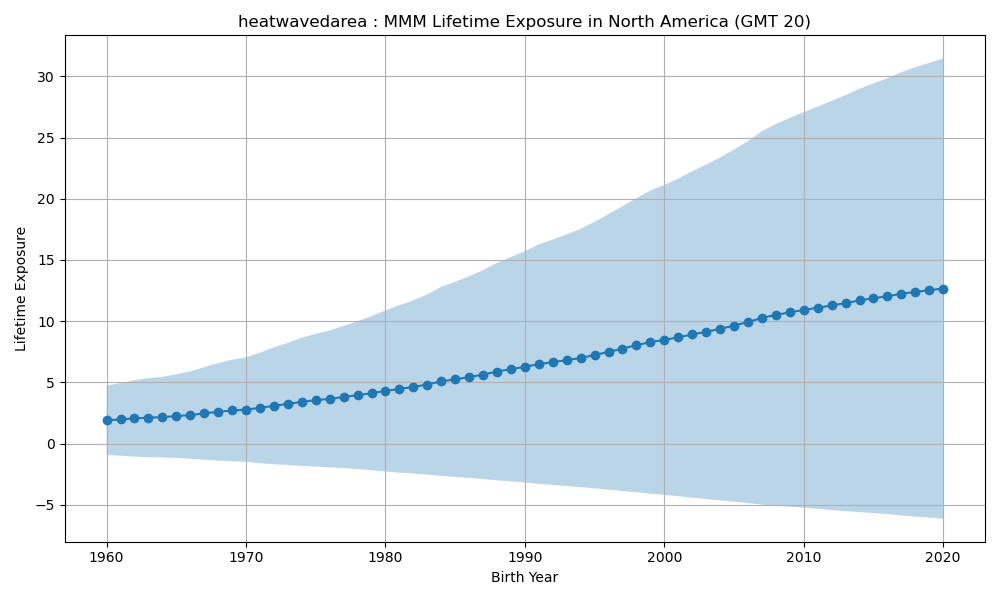 heatwavedarea : MMM Lifetime Exposure in North America (GMT 20)
Lifetime Exposure
30
25
20
15
10
5
0
−5
1960 1970 1980 1990 2000 2010 2020
Birth Year